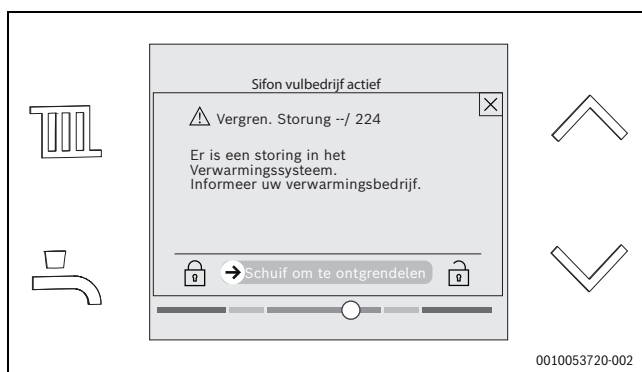 Sifon vulbedrijf actief
Vergren. Storung --/ 224
Er is een storing in het
Verwarmingssysteem.
Informeer uw verwarmingsbedrijf.
Schuif om te ontgrendelen
0010053720-002